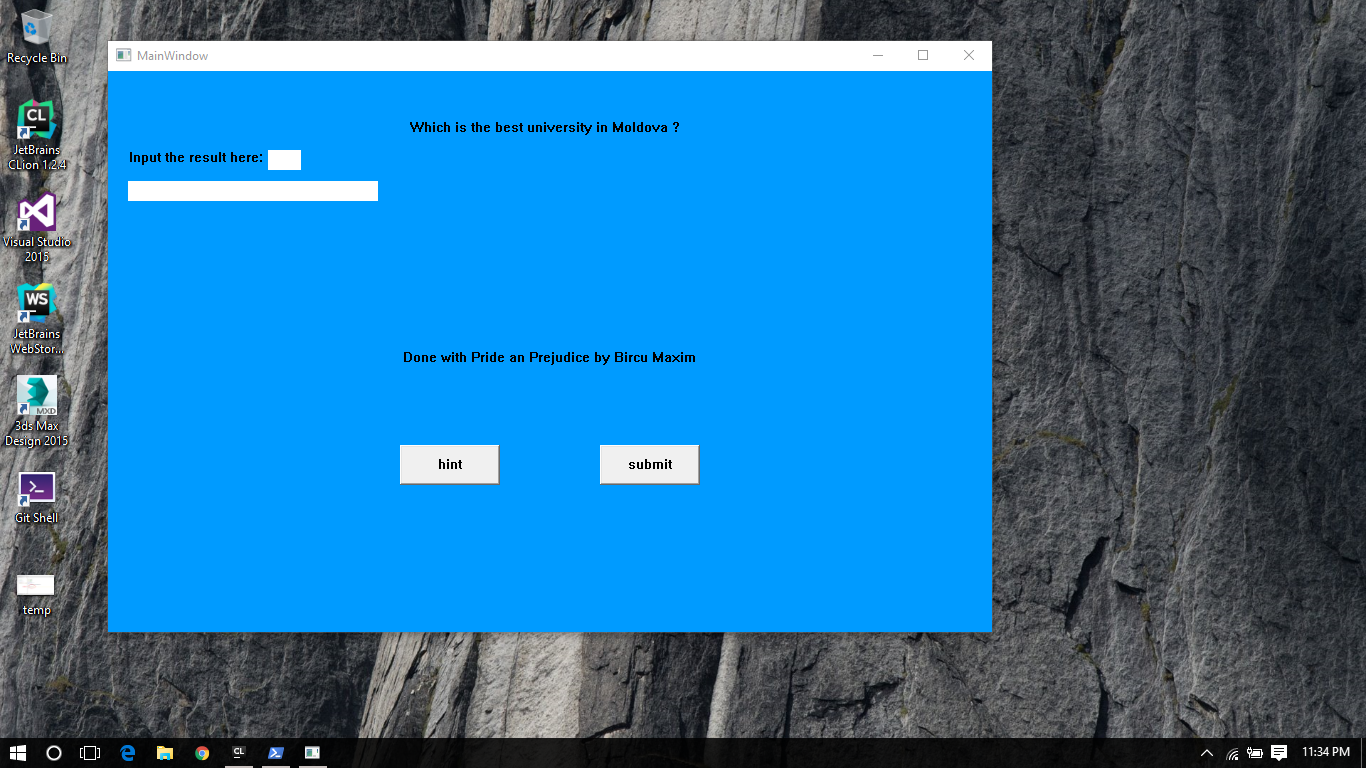 Recycle Bin
MainWindow
Which is the best university in Moldova ?
Input the result here:
CL
JetBrains
CLion 1.2.4
Visual Studio
2015
WS
JetBrains
WebStor...
Done with Pride an Prejudice by Bircu Maxim
MXD
3ds Max
Design 2015
hint
submit
Git Shell
temp
CL
11:34 PM